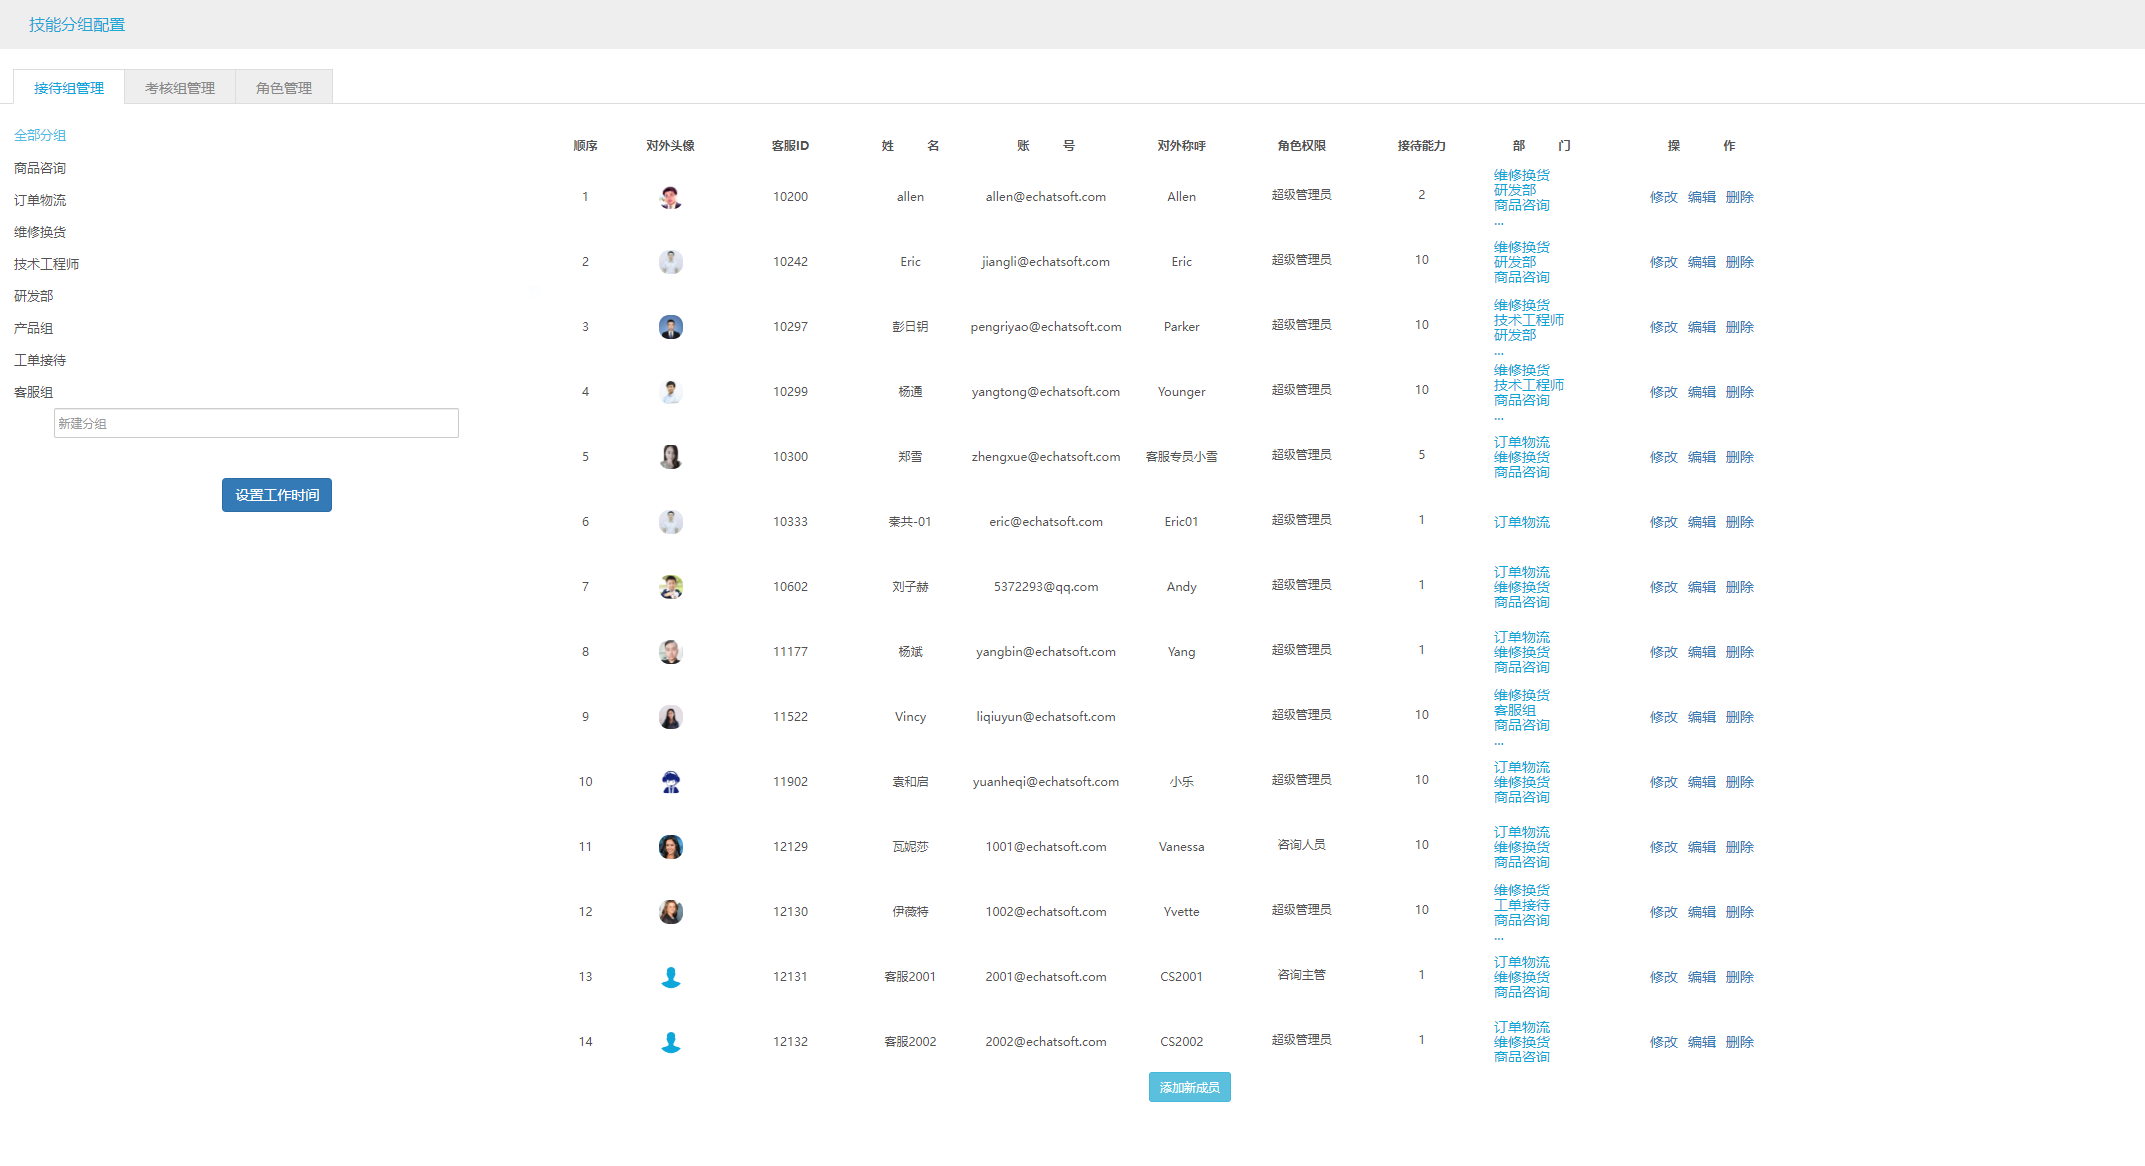 技能分组配置
接待组管理 考核组管理 角色管理
全部分组
商品咨询
订单物流
维修换货
技术工程师
研发部
产品组
工单接待
客服组
新建分组
设置工作时间
顺序 对外头像 客服ID 姓 名 账 号 对外称呼 角色权限 接待能力 部 门 操 作
1 10200 allen allen@echatsoft.com Allen 超级管理员 2 维修换货 研发部 商品咨询 ... 修改 编辑 删除
2 10242 Eric jiangli@echatsoft.com Eric 超级管理员 10 维修换货 研发部 商品咨询 修改 编辑 删除
3 10297 彭日钥 pengriyao@echatsoft.com Parker 超级管理员 10 维修换货 技术工程师 研发部 ... 修改 编辑 删除
4 10299 杨通 yangtong@echatsoft.com Younger 超级管理员 10 维修换货 技术工程师 商品咨询 ... 修改 编辑 删除
5 10300 郑雪 zhengxue@echatsoft.com 客服专员小雪 超级管理员 5 订单物流 维修换货 商品咨询 修改 编辑 删除
6 10333 秦共-01 eric@echatsoft.com Eric01 超级管理员 1 订单物流 修改 编辑 删除
7 10602 刘子赫 5372293@qq.com Andy 超级管理员 1 订单物流 维修换货 商品咨询 修改 编辑 删除
8 11177 杨斌 yangbin@echatsoft.com Yang 超级管理员 1 订单物流 维修换货 商品咨询 修改 编辑 删除
9 11522 Vincy liqiuyun@echatsoft.com 超级管理员 10 维修换货 客服组 商品咨询 ... 修改 编辑 删除
10 11902 袁和启 yuanheqi@echatsoft.com 小乐 超级管理员 10 订单物流 维修换货 商品咨询 修改 编辑 删除
11 12129 瓦妮莎 1001@echatsoft.com Vanessa 咨询人员 10 订单物流 维修换货 商品咨询 修改 编辑 删除
12 12130 伊薇特 1002@echatsoft.com Yvette 超级管理员 10 维修换货 工单接待 商品咨询 ... 修改 编辑 删除
13 12131 客服2001 2001@echatsoft.com CS2001 咨询主管 1 订单物流 维修换货 商品咨询 修改 编辑 删除
14 12132 客服2002 2002@echatsoft.com CS2002 超级管理员 1 订单物流 维修换货 商品咨询 修改 编辑 删除
添加新成员